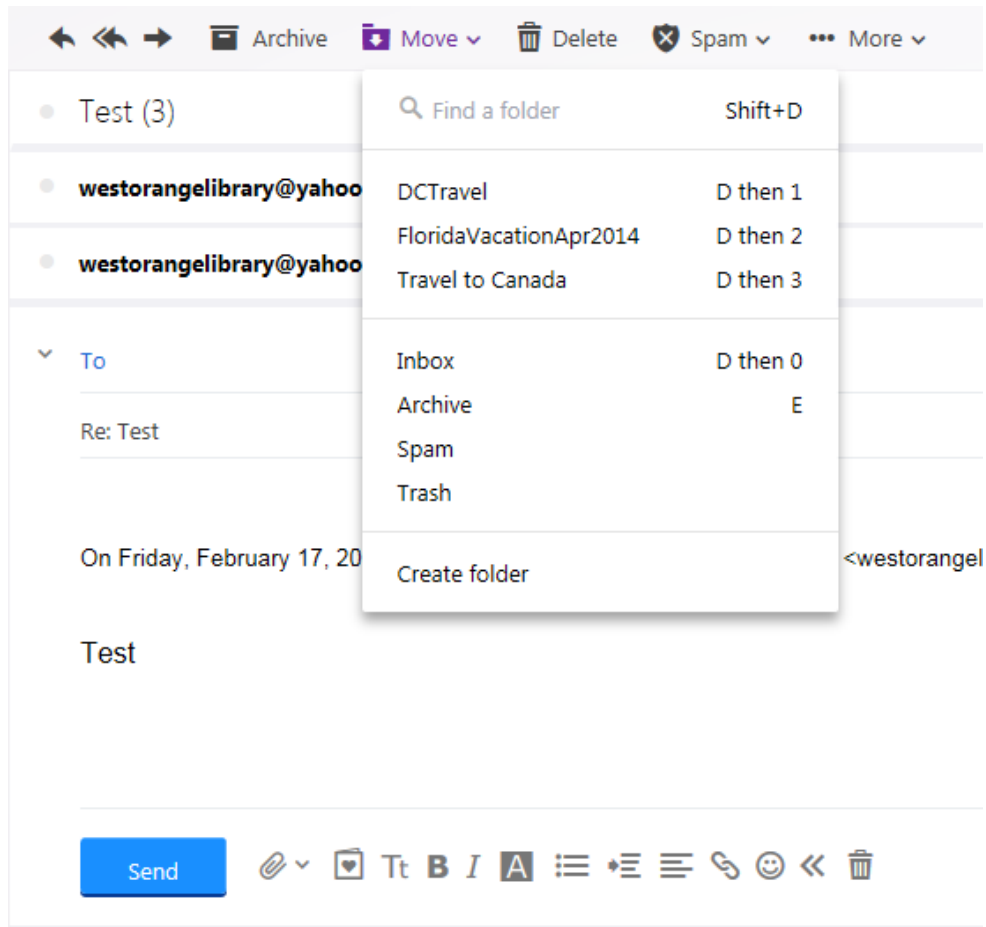 Archive Move Delete Spam ••• More
Test (3)
Find a folder Shift+D
westorangelibrary@yahoo
DCTravel D then 1
FloridaVacationApr2014 D then 2
westorangelibrary@yahoo
Travel to Canada D then 3
To
Inbox D then 0
Archive E
Re: Test
Spam
Trash
On Friday, February 17, 20 <westorangel
Create folder
Test
Send Tt B I A